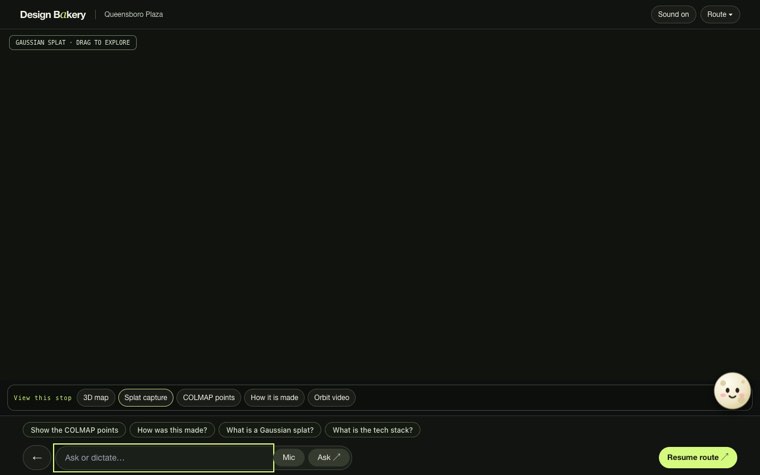 Design Bakery
Queensboro Plaza
Sound on
Route
GAUSSIAN SPLAT · DRAG TO EXPLORE
View this stop
3D map
Splat capture
COLMAP points
How it is made
Orbit video
Show the COLMAP points
How was this made?
What is a Gaussian splat?
What is the tech stack?
←
Ask or dictate...
Mic
Ask ↗
Resume route ↗